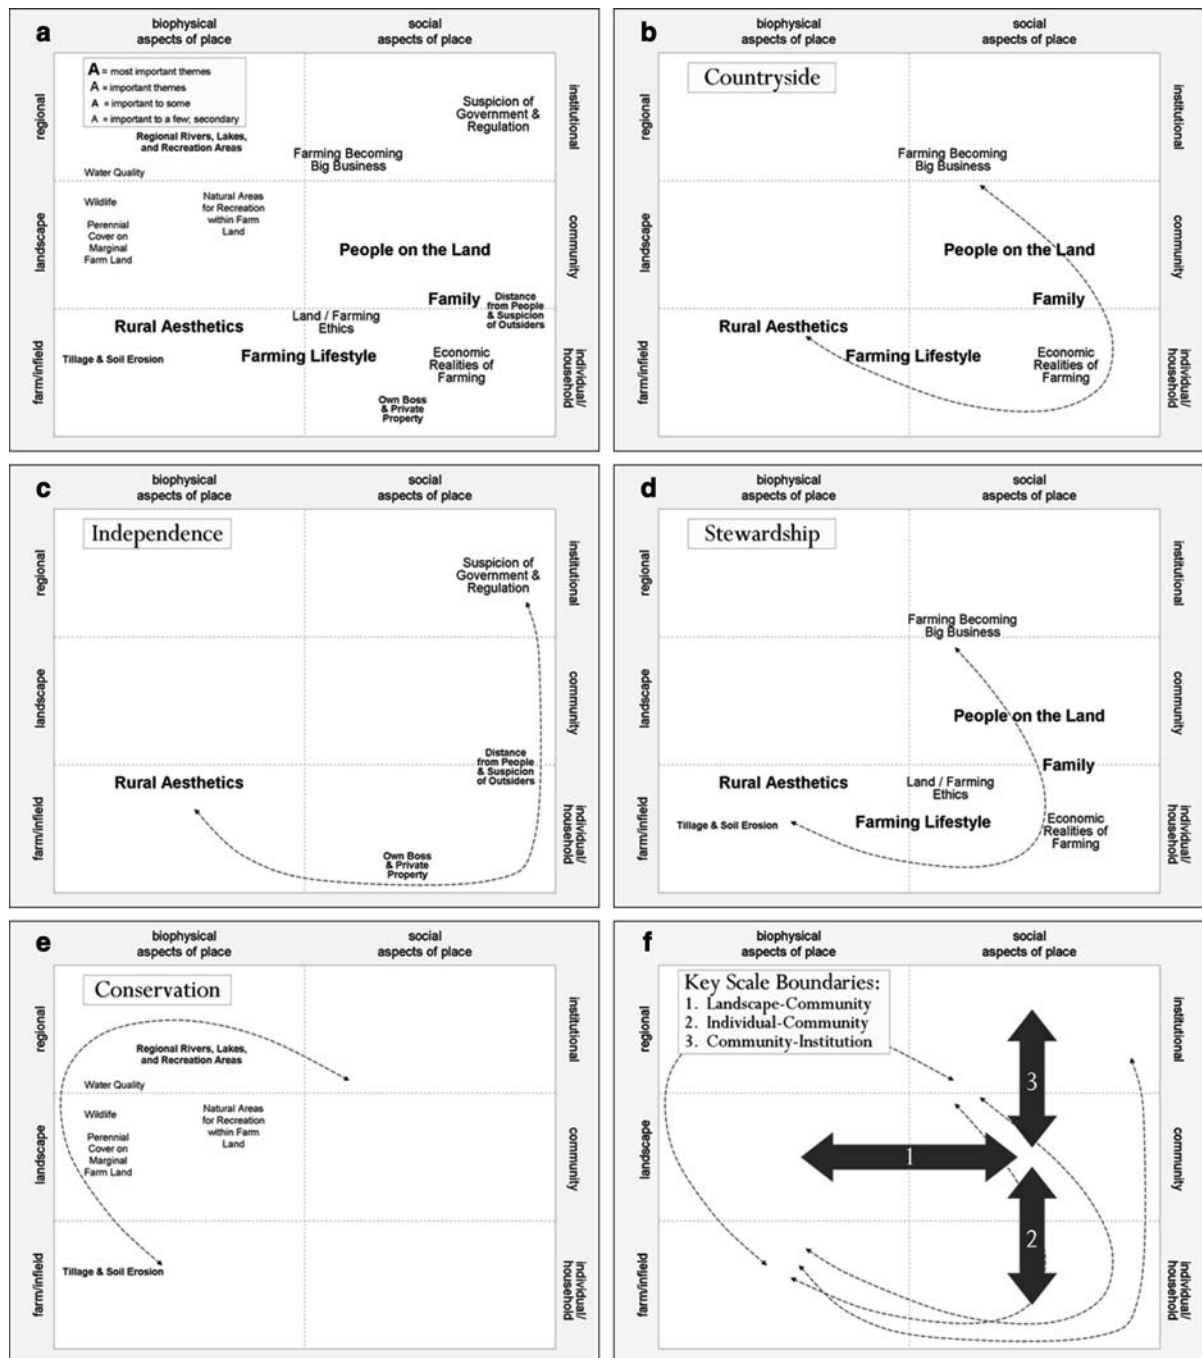 a
biophysical
aspects of place
social
aspects of place
A = most important themes
A = important themes
A = important to some
A = important to a few; secondary
regional
landscape
farm/infield
institutional
community
individual/
household
Suspicion of
Government &
Regulation
Regional Rivers, Lakes,
and Recreation Areas
Farming Becoming
Big Business
Water Quality
Wildlife
Natural Areas
for Recreation
within Farm
Land
Perennial
Cover on
Marginal
Farm Land
People on the Land
Family
Distance
from People
& Suspicion
of Outsiders
Rural Aesthetics
Land / Farming
Ethics
Tillage & Soil Erosion
Farming Lifestyle
Economic
Realities of
Farming
Own Boss
& Private
Property
b
biophysical
aspects of place
social
aspects of place
Countryside
regional
landscape
farm/infield
institutional
community
individual/
household
Farming Becoming
Big Business
People on the Land
Family
Rural Aesthetics
Farming Lifestyle
Economic
Realities of
Farming
c
biophysical
aspects of place
social
aspects of place
Independence
regional
landscape
farm/infield
institutional
community
individual/
household
Suspicion of
Government &
Regulation
Distance
from People
& Suspicion
of Outsiders
Rural Aesthetics
Own Boss
& Private
Property
d
biophysical
aspects of place
social
aspects of place
Stewardship
regional
landscape
farm/infield
institutional
community
individual/
household
Farming Becoming
Big Business
People on the Land
Family
Rural Aesthetics
Land / Farming
Ethics
Tillage & Soil Erosion
Farming Lifestyle
Economic
Realities of
Farming
e
biophysical
aspects of place
social
aspects of place
Conservation
regional
landscape
farm/infield
institutional
community
individual/
household
Regional Rivers, Lakes,
and Recreation Areas
Water Quality
Wildlife
Natural Areas
for Recreation
within Farm
Land
Perennial
Cover on
Marginal
Farm Land
Tillage & Soil Erosion
f
biophysical
aspects of place
social
aspects of place
Key Scale Boundaries:
1. Landscape-Community
2. Individual-Community
3. Community-Institution
regional
landscape
farm/infield
institutional
community
individual/
household
3
1
2